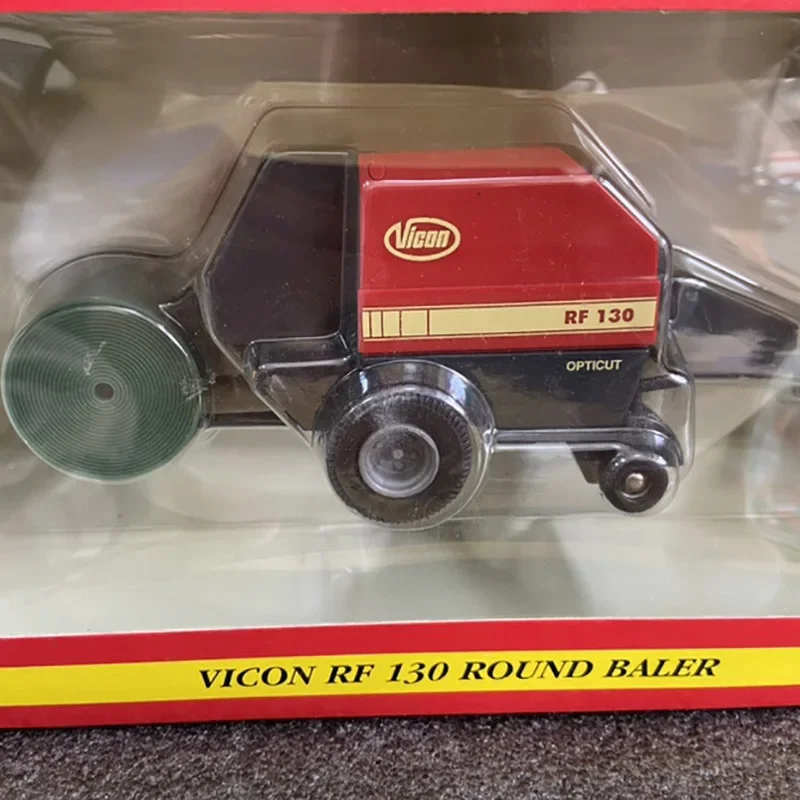 Vicon
RF 130
OPTICUT
VICON RF 130 ROUND BALER